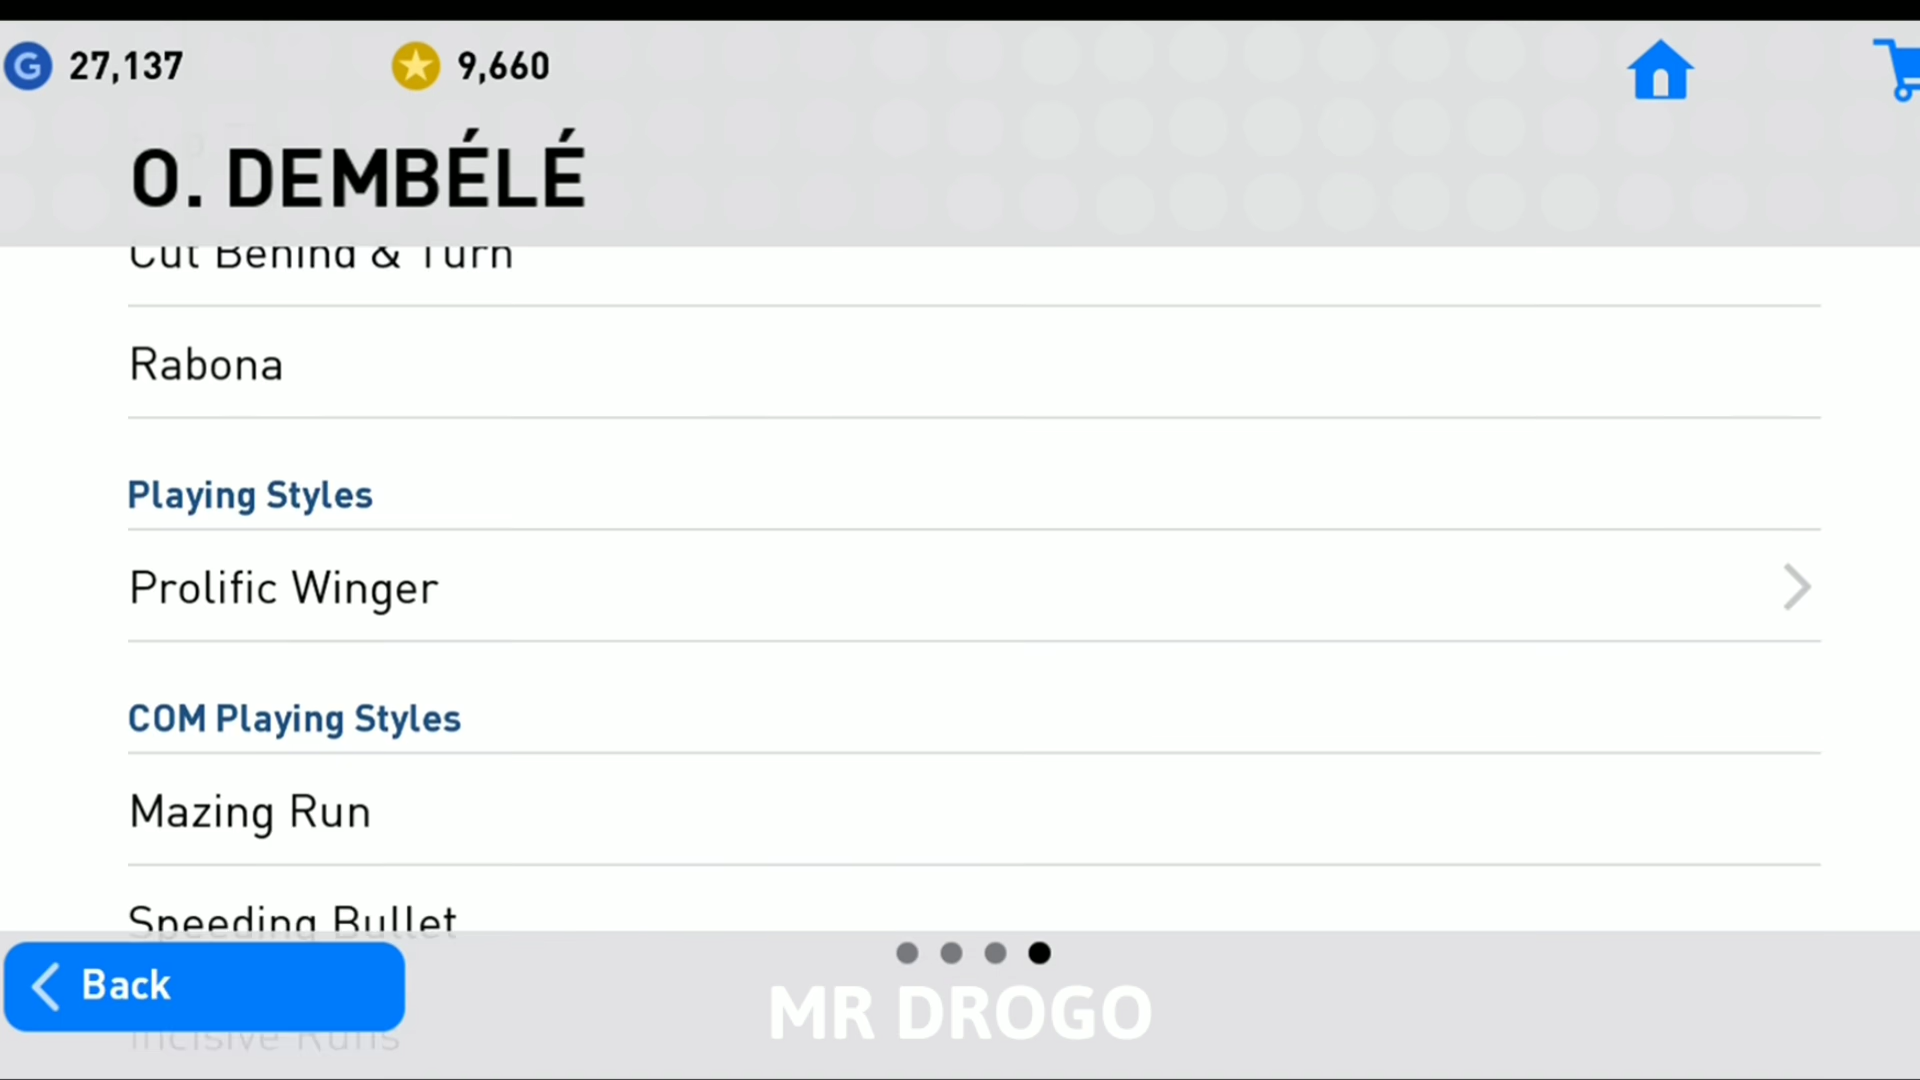 G 27,137 9,660
O. DEMBÉLÉ
Cut Behind & Turn
Rabona
Playing Styles
Prolific Winger
COM Playing Styles
Mazing Run
Speeding Bullet
Back
MR DROGO
Incisive Runs